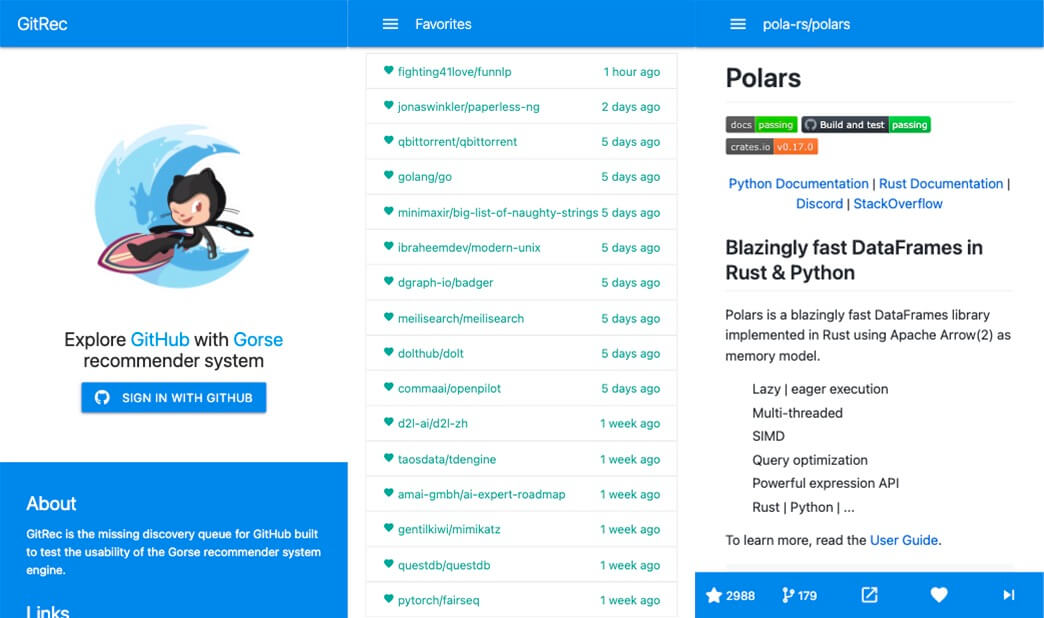 GitRec
Explore GitHub with Gorse
recommender system
SIGN IN WITH GITHUB
About
GitRec is the missing discovery queue for GitHub built
to test the usability of the Gorse recommender system
engine.
Links
Favorites
fighting41love/funnlp 1 hour ago
jonaswinkler/paperless-ng 2 days ago
qbittorrent/qbittorrent 5 days ago
golang/go 5 days ago
minimaxir/big-list-of-naughty-strings 5 days ago
ibraheemdev/modern-unix 5 days ago
dgraph-io/badger 5 days ago
meilisearch/meilisearch 5 days ago
dolthub/dolt 5 days ago
commaai/openpilot 5 days ago
d2l-ai/d2l-zh 1 week ago
taosdata/tdengine 1 week ago
amai-gmbh/ai-expert-roadmap 1 week ago
gentilkiwi/mimikatz 1 week ago
questdb/questdb 1 week ago
pytorch/fairseq 1 week ago
pola-rs/polars
Polars
docs passing Build and test passing
crates.io v0.17.0
Python Documentation | Rust Documentation |
Discord | StackOverflow
Blazingly fast DataFrames in
Rust & Python
Polars is a blazingly fast DataFrames library
implemented in Rust using Apache Arrow(2) as
memory model.
Lazy | eager execution
Multi-threaded
SIMD
Query optimization
Powerful expression API
Rust | Python | ...
To learn more, read the User Guide.
2988 179